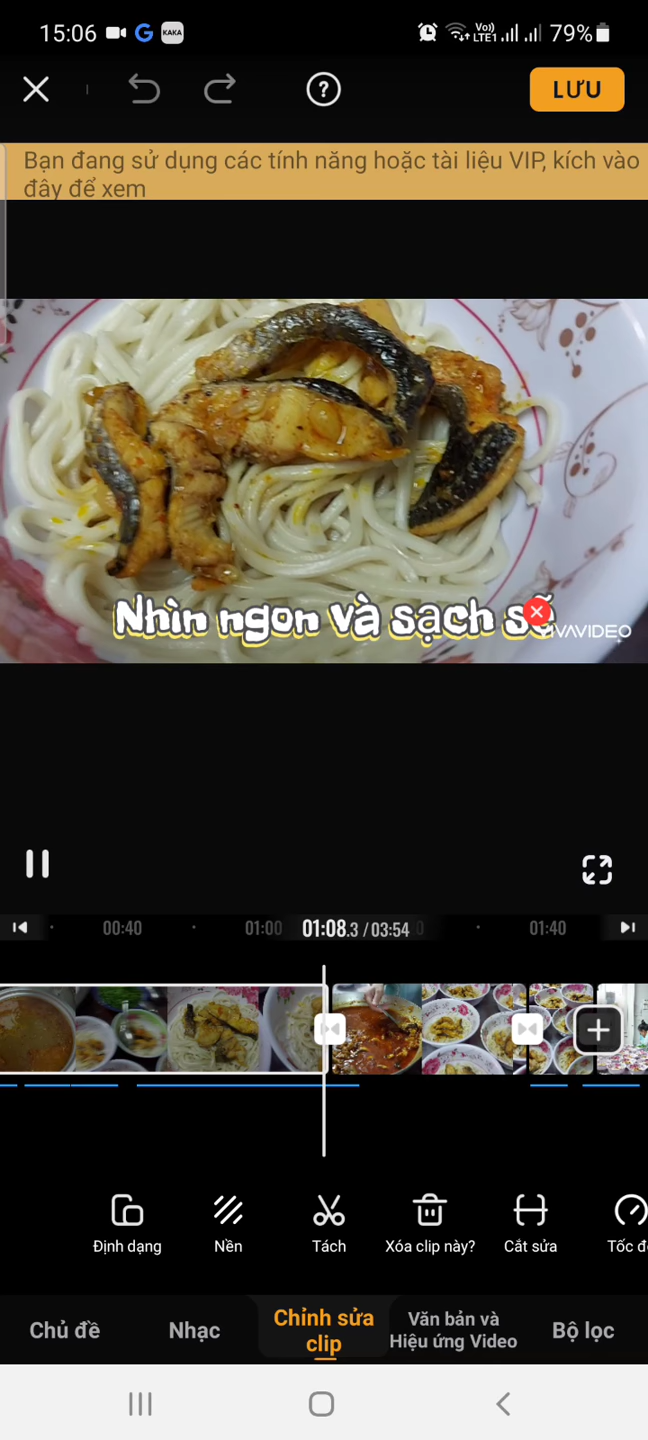 15:06
G
KAKA
Vo))
LTE1
79%
LƯU
Bạn đang sử dụng các tính năng hoặc tài liệu VIP, kích vào
đây để xem
Nhìn ngon và sạch sẽ
VIVAVIDEO
00:40
01:00
01:08.3 / 03:54
01:40
Định dạng
Nền
Tách
Xóa clip này?
Cắt sửa
Tốc
Chủ đề
Nhạc
Chỉnh sửa
clip
Văn bản và
Hiệu ứng Video
Bộ lọc